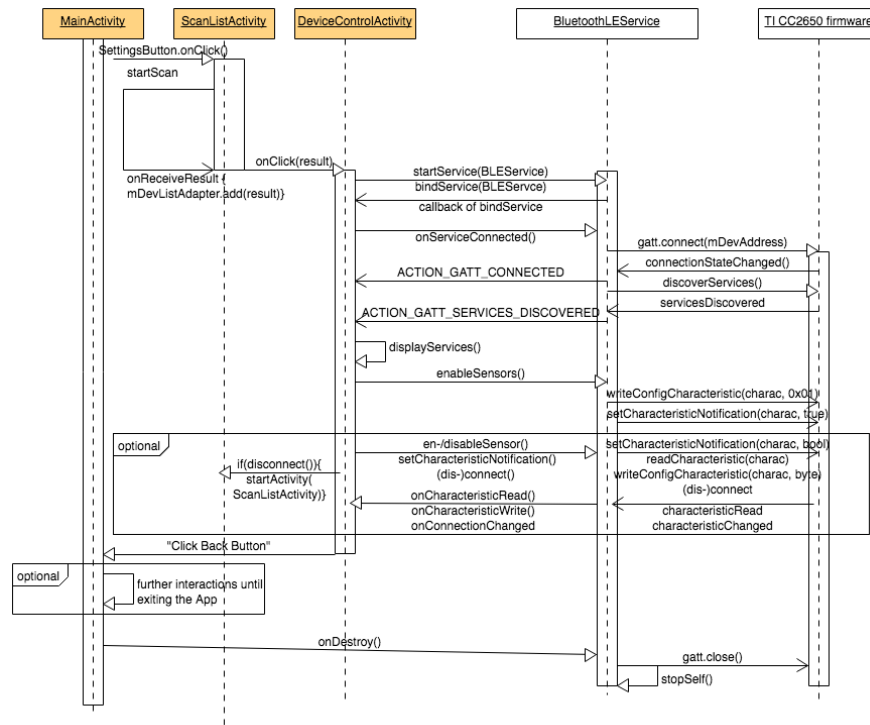 MainActivity
ScanListActivity
DeviceControlActivity
BluetoothLEService
TI CC2650 firmware
SettingsButton.onClick()
startScan
onClick(result)
onReceiveResult {
mDevListAdapter.add(result)}
startService(BLEService)
bindService(BLEServce)
callback of bindService
onServiceConnected()
gatt.connect(mDevAddress)
connectionStateChanged()
ACTION_GATT_CONNECTED
discoverServices()
servicesDiscovered
ACTION_GATT_SERVICES_DISCOVERED
displayServices()
enableSensors()
writeConfigCharacteristic(charac, 0x01)
setCharacteristicNotification(charac, true)
optional
if(disconnect()){
startActivity(
ScanListActivity)}
en-/disableSensor()
setCharacteristicNotification()
(dis-)connect()
setCharacteristicNotification(charac, bool)
readCharacteristic(charac)
writeConfigCharacteristic(charac, byte)
(dis-)connect
onCharacteristicRead()
onCharacteristicWrite()
onConnectionChanged
characteristicRead
characteristicChanged
"Click Back Button"
optional
further interactions until
exiting the App
onDestroy()
gatt.close()
stopSelf()